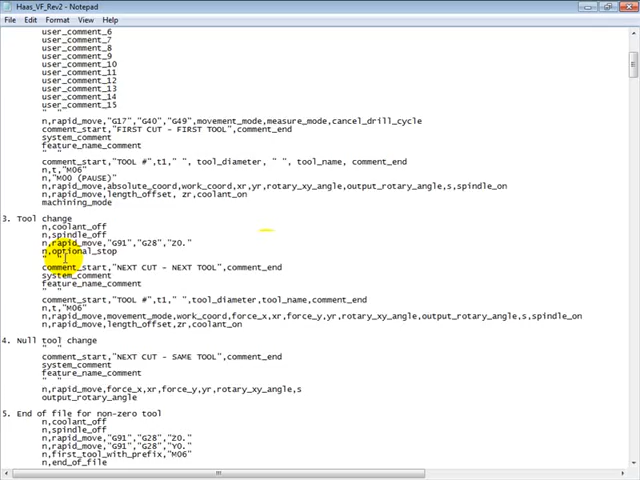 Haas_VF_Rev2 - Notepad
File Edit Format View Help
user_comment_6
user_comment_7
user_comment_8
user_comment_9
user_comment_10
user_comment_11
user_comment_12
user_comment_13
user_comment_14
user_comment_15
" "
n,rapid_move,"G17","G40","G49",movement_mode,measure_mode,cancel_drill_cycle
comment_start,"FIRST CUT - FIRST TOOL",comment_end
system_comment
feature_name_comment
" "
comment_start,"TOOL #",t1," ", tool_diameter, " ", tool_name, comment_end
n,t,"M06"
n,"M00 (PAUSE)"
n,rapid_move,absolute_coord,work_coord,xr,yr,rotary_xy_angle,output_rotary_angle,s,spindle_on
n,rapid_move,length_offset, zr,coolant_on
machining_mode
3. Tool change
n,coolant_off
n,spindle_off
n,rapid_move,"G91","G28","Z0."
n,optional_stop
" "
comment_start,"NEXT CUT - NEXT TOOL",comment_end
system_comment
feature_name_comment
" "
comment_start,"TOOL #",t1," ",tool_diameter,tool_name,comment_end
n,t,"M06"
n,rapid_move,movement_mode,work_coord,force_x,xr,force_y,yr,rotary_xy_angle,output_rotary_angle,s,spindle_on
n,rapid_move,length_offset,zr,coolant_on
4. Null tool change
" "
comment_start,"NEXT CUT - SAME TOOL",comment_end
system_comment
feature_name_comment
" "
n,rapid_move,force_x,xr,force_y,yr,rotary_xy_angle,s
output_rotary_angle
5. End of file for non-zero tool
n,coolant_off
n,spindle_off
n,rapid_move,"G91","G28","Z0."
n,rapid_move,"G91","G28","Y0."
n,first_tool_with_prefix,"M06"
n,end_of_file